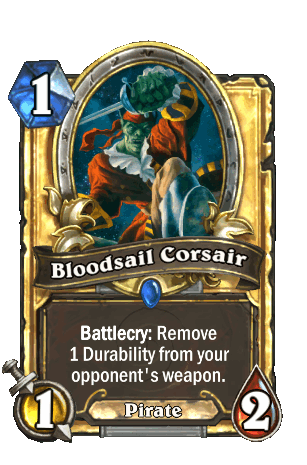 1
Bloodsail Corsair
Battlecry: Remove
1 Durability from your
opponent's weapon.
1
Pirate
2